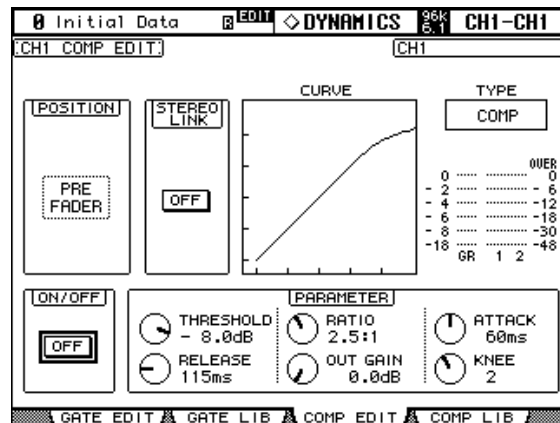 0 Initial Data R EDIT ◇DYNAMICS 96k 6.1 CH1-CH1
CH1 COMP EDIT CH1
POSITION
PRE
FADER
STEREO
LINK
OFF
CURVE
TYPE
COMP
OVER
0 0
- 2 - 6
- 4 -12
- 6 -18
- 8 -30
-18 -48
GR 1 2
ON/OFF
OFF
PARAMETER
THRESHOLD
- 8.0dB
RATIO
2.5:1
ATTACK
60ms
RELEASE
115ms
OUT GAIN
0.0dB
KNEE
2
GATE EDIT GATE LIB COMP EDIT COMP LIB